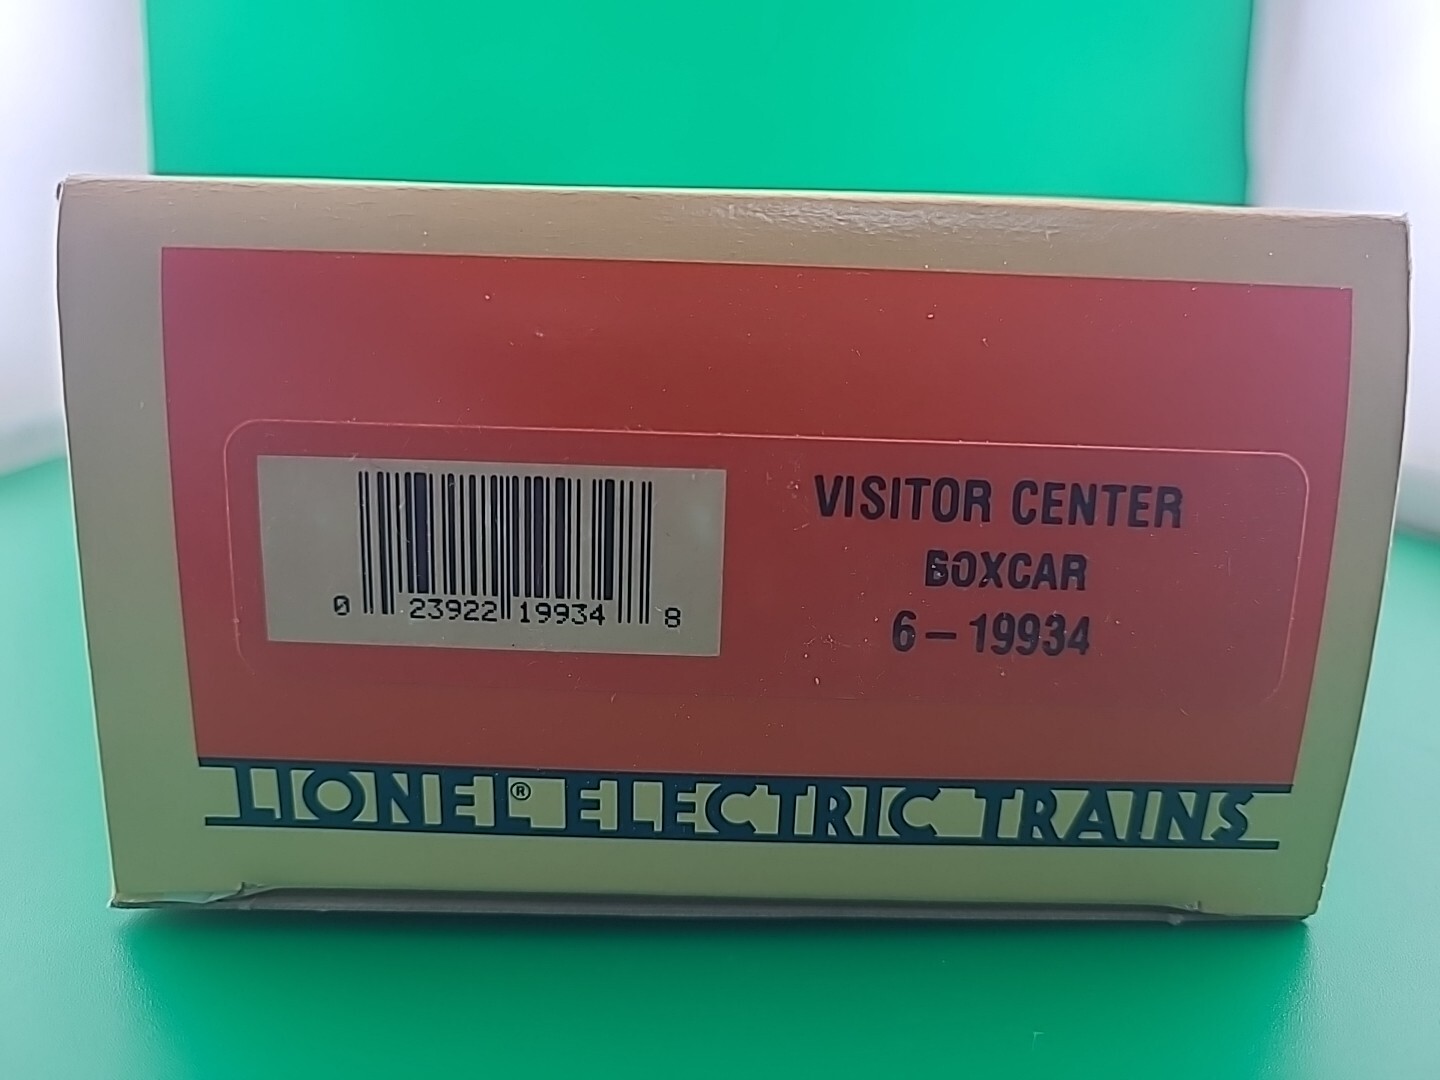 VISITOR CENTER
BOXCAR
6-19934
0 23922 19934 8
LIONEL® ELECTRIC TRAINS